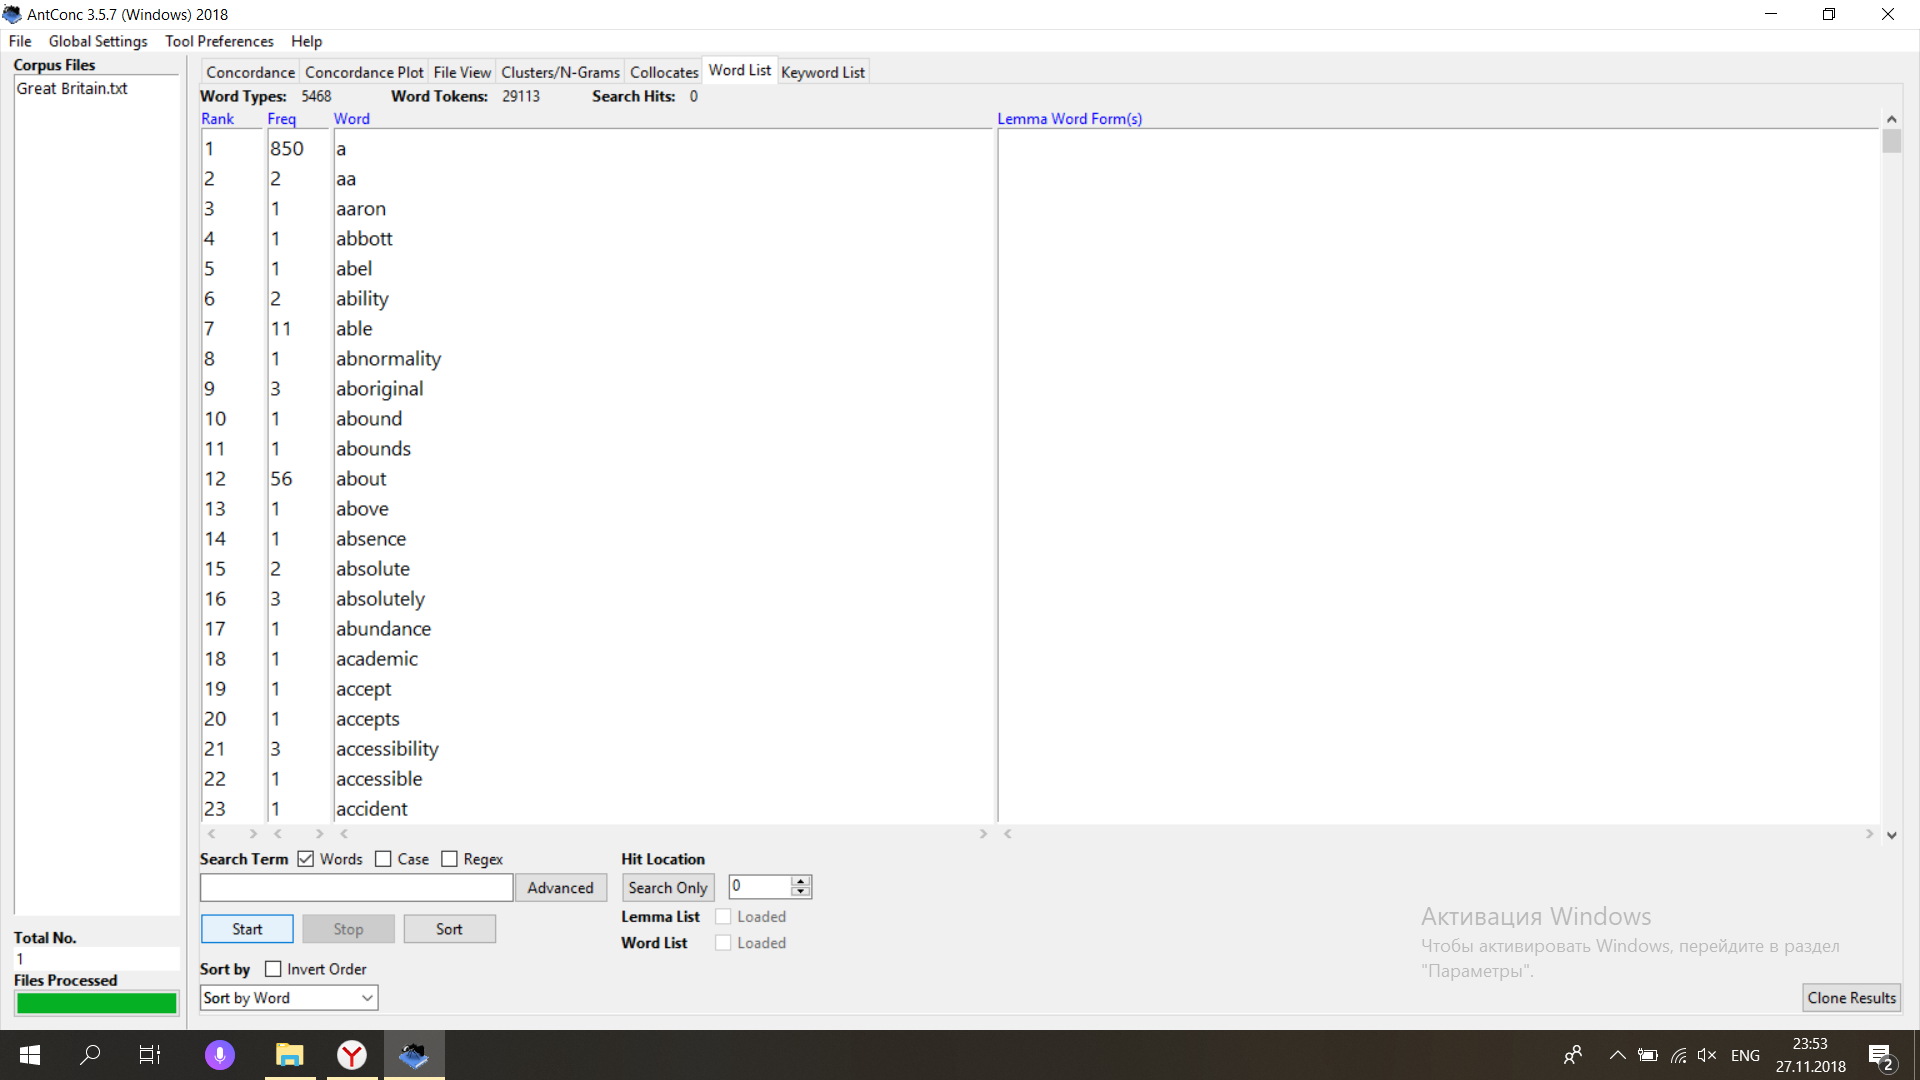 AntConc 3.5.7 (Windows) 2018
File Global Settings Tool Preferences Help
Corpus Files
Great Britain.txt
Concordance Concordance Plot File View Clusters/N-Grams Collocates Word List Keyword List
Word Types: 5468 Word Tokens: 29113 Search Hits: 0
Rank Freq Word Lemma Word Form(s)
1 850 a
2 2 aa
3 1 aaron
4 1 abbott
5 1 abel
6 2 ability
7 11 able
8 1 abnormality
9 3 aboriginal
10 1 abound
11 1 abounds
12 56 about
13 1 above
14 1 absence
15 2 absolute
16 3 absolutely
17 1 abundance
18 1 academic
19 1 accept
20 1 accepts
21 3 accessibility
22 1 accessible
23 1 accident
Search Term Words Case Regex Hit Location
Advanced Search Only 0
Start Stop Sort Lemma List Loaded
Word List Loaded
Total No.
1
Files Processed
Sort by Invert Order
Sort by Word
Clone Results
Активация Windows
Чтобы активировать Windows, перейдите в раздел
"Параметры".
ENG
23:53
27.11.2018
2